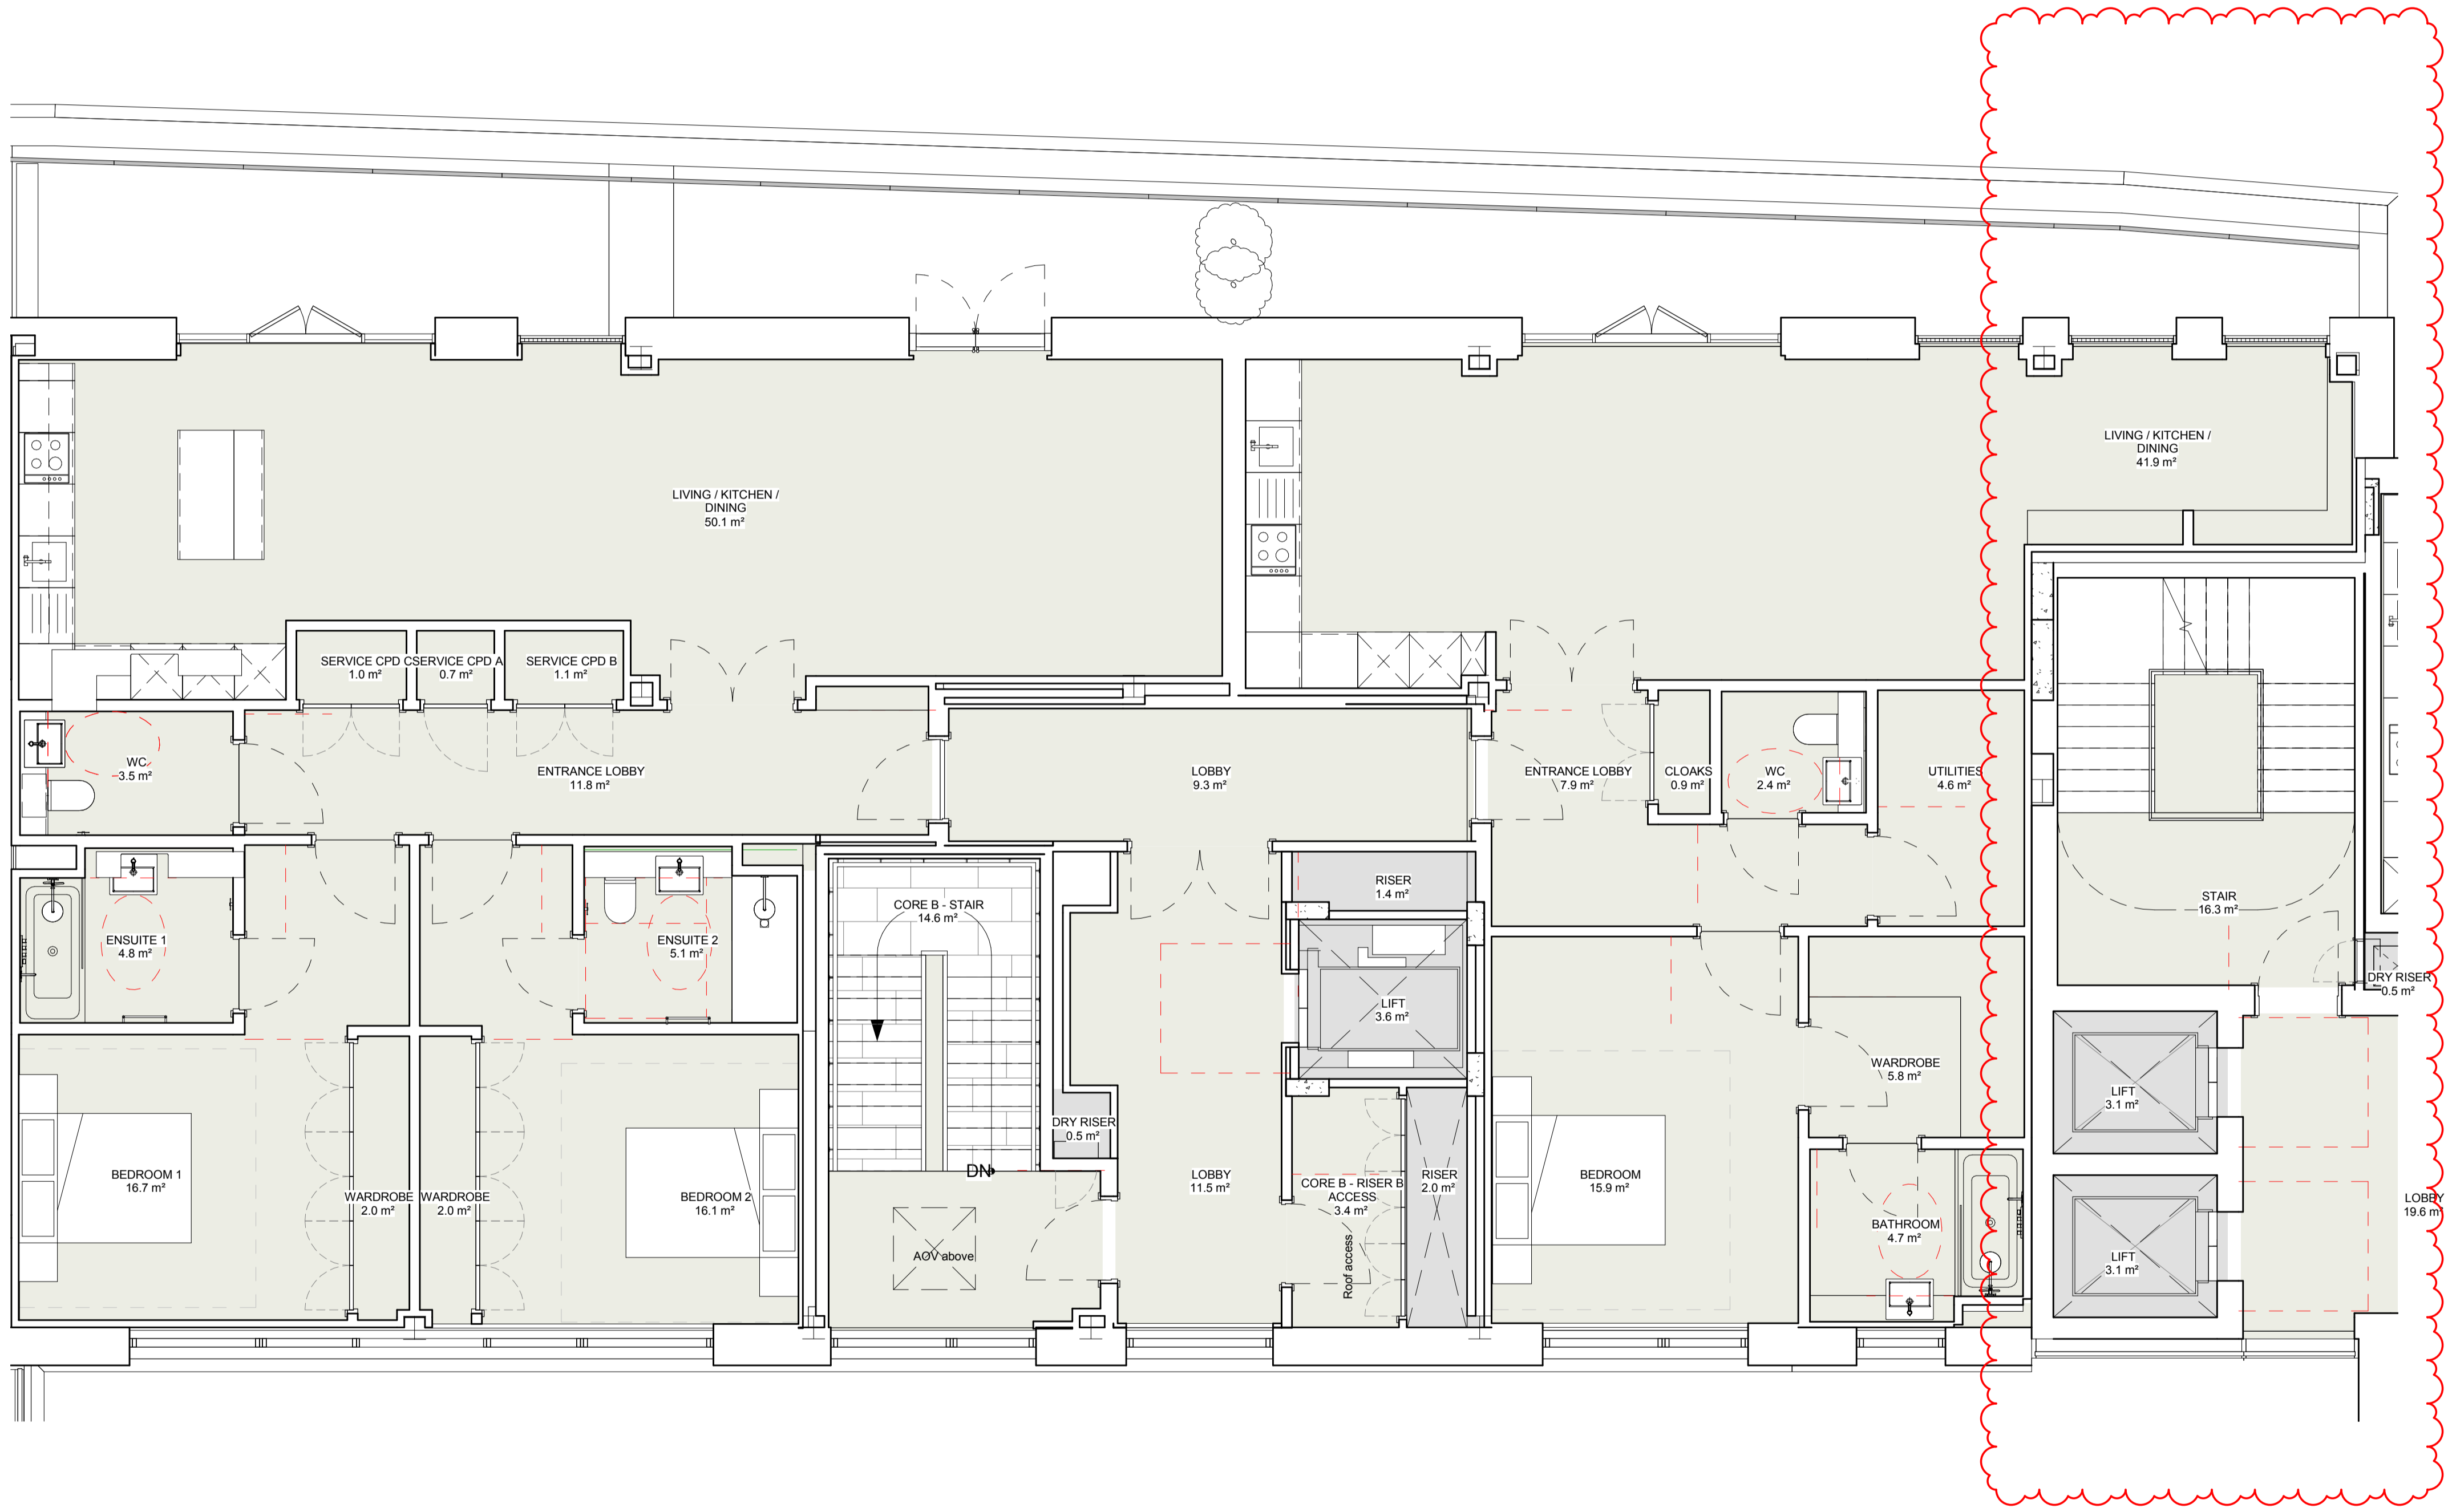 LIVING / KITCHEN /
DINING
41.9 m²
LIVING / KITCHEN /
DINING
50.1 m²
SERVICE CPD C
1.0 m²
SERVICE CPD A
0.7 m²
SERVICE CPD B
1.1 m²
WC
3.5 m²
ENTRANCE LOBBY
11.8 m²
LOBBY
9.3 m²
ENTRANCE LOBBY
7.9 m²
CLOAKS
0.9 m²
WC
2.4 m²
UTILITIES
4.6 m²
RISER
1.4 m²
CORE B - STAIR
14.6 m²
STAIR
16.3 m²
ENSUITE 1
4.8 m²
ENSUITE 2
5.1 m²
DRY RISER
0.5 m²
LIFT
3.6 m²
WARDROBE
5.8 m²
LIFT
3.1 m²
DRY RISER
0.5 m²
BEDROOM 1
16.7 m²
WARDROBE
2.0 m²
WARDROBE
2.0 m²
BEDROOM 2
16.1 m²
DN
LOBBY
11.5 m²
CORE B - RISER B
ACCESS
3.4 m²
RISER
2.0 m²
BEDROOM
15.9 m²
LOBBY
19.6 m²
BATHROOM
4.7 m²
AOV above
Roof access
LIFT
3.1 m²